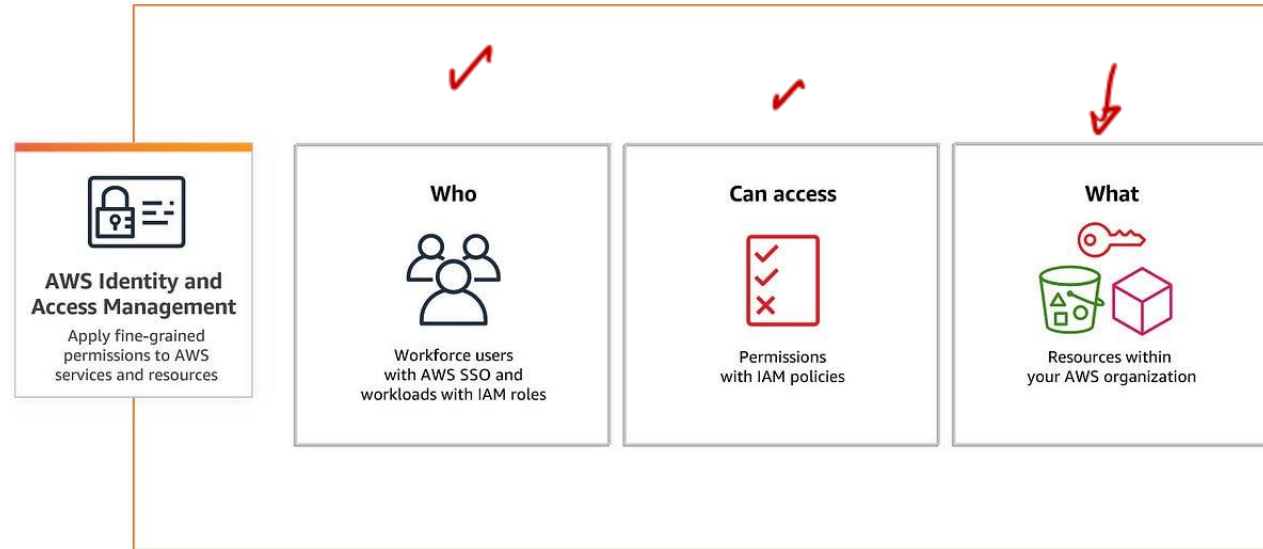 AWS Identity and
Access Management
Apply fine-grained
permissions to AWS
services and resources
Who
Workforce users
with AWS SSO and
workloads with IAM roles
Can access
Permissions
with IAM policies
What
Resources within
your AWS organization